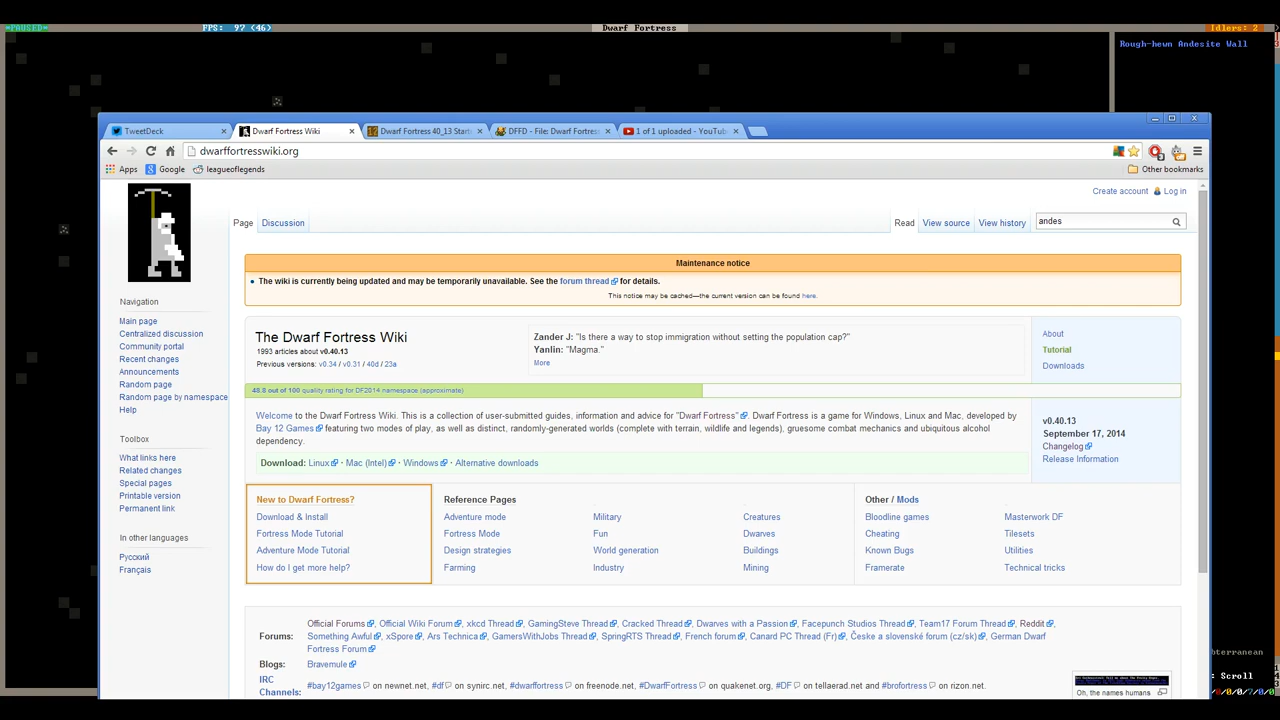 =PAUSED= FPS: 97 (46) Dwarf Fortress Idlers: 2
Rough-hewn Andesite Wall
TweetDeck Dwarf Fortress Wiki Dwarf Fortress 40_13 Start DFFD - File: Dwarf Fortres 1 of 1 uploaded - YouTub
dwarffortresswiki.org
Apps Google leagueoflegends Other bookmarks
Create account Log in
Page Discussion Read View source View history andes
Maintenance notice
The wiki is currently being updated and may be temporarily unavailable. See the forum thread for details.
This notice may be cached—the current version can be found here.
Navigation
Main page
Centralized discussion
Community portal
Recent changes
Announcements
Random page
Random page by namespace
Help
Toolbox
What links here
Related changes
Special pages
Printable version
Permanent link
In other languages
Русский
Français
The Dwarf Fortress Wiki
1993 articles about v0.40.13
Previous versions: v0.34 / v0.31 / 40d / 23a
Zander J: "Is there a way to stop immigration without setting the population cap?"
Yanlin: "Magma."
More
About
Tutorial
Downloads
48.8 out of 100 quality rating for DF2014 namespace (approximate)
Welcome to the Dwarf Fortress Wiki. This is a collection of user-submitted guides, information and advice for "Dwarf Fortress". Dwarf Fortress is a game for Windows, Linux and Mac, developed by
Bay 12 Games featuring two modes of play, as well as distinct, randomly-generated worlds (complete with terrain, wildlife and legends), gruesome combat mechanics and ubiquitous alcohol
dependency.
Download: Linux · Mac (Intel) · Windows · Alternative downloads
v0.40.13
September 17, 2014
Changelog
Release Information
New to Dwarf Fortress?
Download & Install
Fortress Mode Tutorial
Adventure Mode Tutorial
How do I get more help?
Reference Pages
Adventure mode Military Creatures
Fortress Mode Fun Dwarves
Design strategies World generation Buildings
Farming Industry Mining
Other / Mods
Bloodline games Masterwork DF
Cheating Tilesets
Known Bugs Utilities
Framerate Technical tricks
Forums:
Official Forums, Official Wiki Forum, xkcd Thread, GamingSteve Thread, Cracked Thread, Dwarves with a Passion, Facepunch Studios Thread, Team17 Forum Thread, Reddit,
Something Awful, xSpore, Ars Technica, GamersWithJobs Thread, SpringRTS Thread, French forum, Canard PC Thread (Fr), České a slovenské forum (cz/sk), German Dwarf
Fortress Forum
Blogs: Bravemule
IRC Channels:
#bay12games on newnet.net, #df on synirc.net, #dwarffortress on freenode.net, #DwarfFortress on quakenet.org, #DF on tellaerad.net and #brofortress on rizon.net.
Oh, the names humans
bterranean
: Scroll